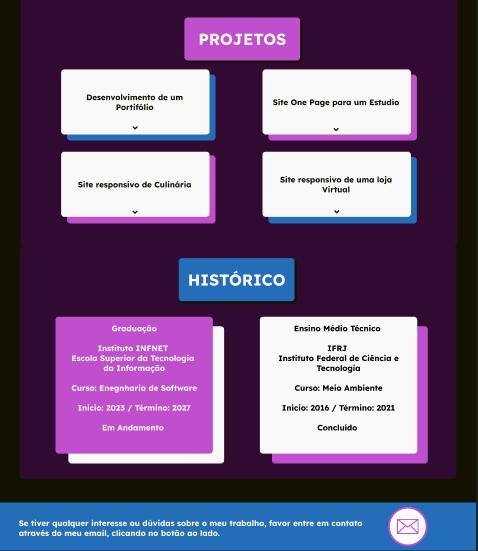 PROJETOS
Desenvolvimento de um
Portifólio
Site One Page para um Estudio
Site responsivo de Culinária
Site responsivo de uma loja
Virtual
HISTÓRICO
Graduação
Instituto INFNET
Escola Superior da Tecnologia
da Informação
Curso: Enegnharia de Software
Inicio: 2023 / Término: 2027
Em Andamento
Ensino Médio Técnico
IFRJ
Instituto Federal de Ciência e
Tecnologia
Curso: Meio Ambiente
Inicio: 2016 / Término: 2021
Concluído
Se tiver qualquer interesse ou dúvidas sobre o meu trabalho, favor entre em contato
através do meu email, clicando no botão ao lado.